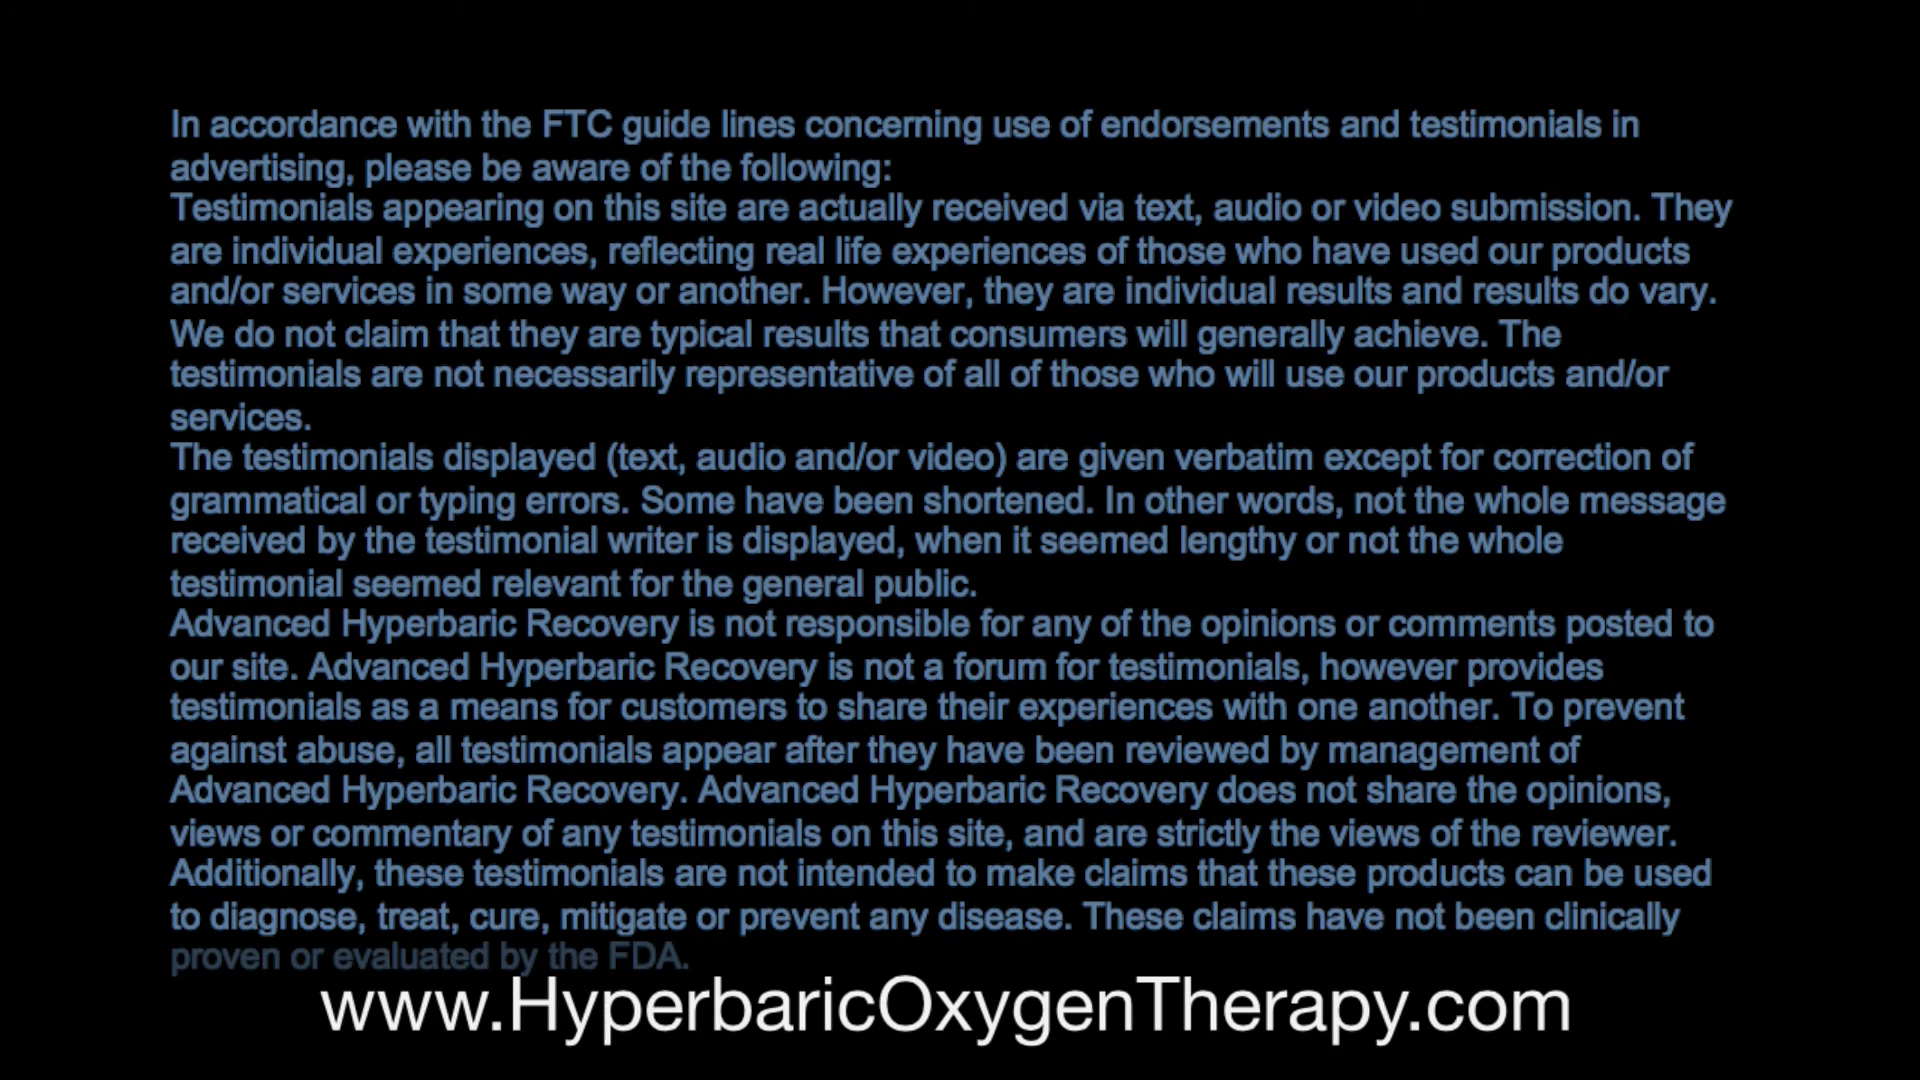 In accordance with the FTC guide lines concerning use of endorsements and testimonials in
advertising, please be aware of the following:
Testimonials appearing on this site are actually received via text, audio or video submission. They
are individual experiences, reflecting real life experiences of those who have used our products
and/or services in some way or another. However, they are individual results and results do vary.
We do not claim that they are typical results that consumers will generally achieve. The
testimonials are not necessarily representative of all of those who will use our products and/or
services.
The testimonials displayed (text, audio and/or video) are given verbatim except for correction of
grammatical or typing errors. Some have been shortened. In other words, not the whole message
received by the testimonial writer is displayed, when it seemed lengthy or not the whole
testimonial seemed relevant for the general public.
Advanced Hyperbaric Recovery is not responsible for any of the opinions or comments posted to
our site. Advanced Hyperbaric Recovery is not a forum for testimonials, however provides
testimonials as a means for customers to share their experiences with one another. To prevent
against abuse, all testimonials appear after they have been reviewed by management of
Advanced Hyperbaric Recovery. Advanced Hyperbaric Recovery does not share the opinions,
views or commentary of any testimonials on this site, and are strictly the views of the reviewer.
Additionally, these testimonials are not intended to make claims that these products can be used
to diagnose, treat, cure, mitigate or prevent any disease. These claims have not been clinically
proven or evaluated by the FDA.
www.HyperbaricOxygenTherapy.com